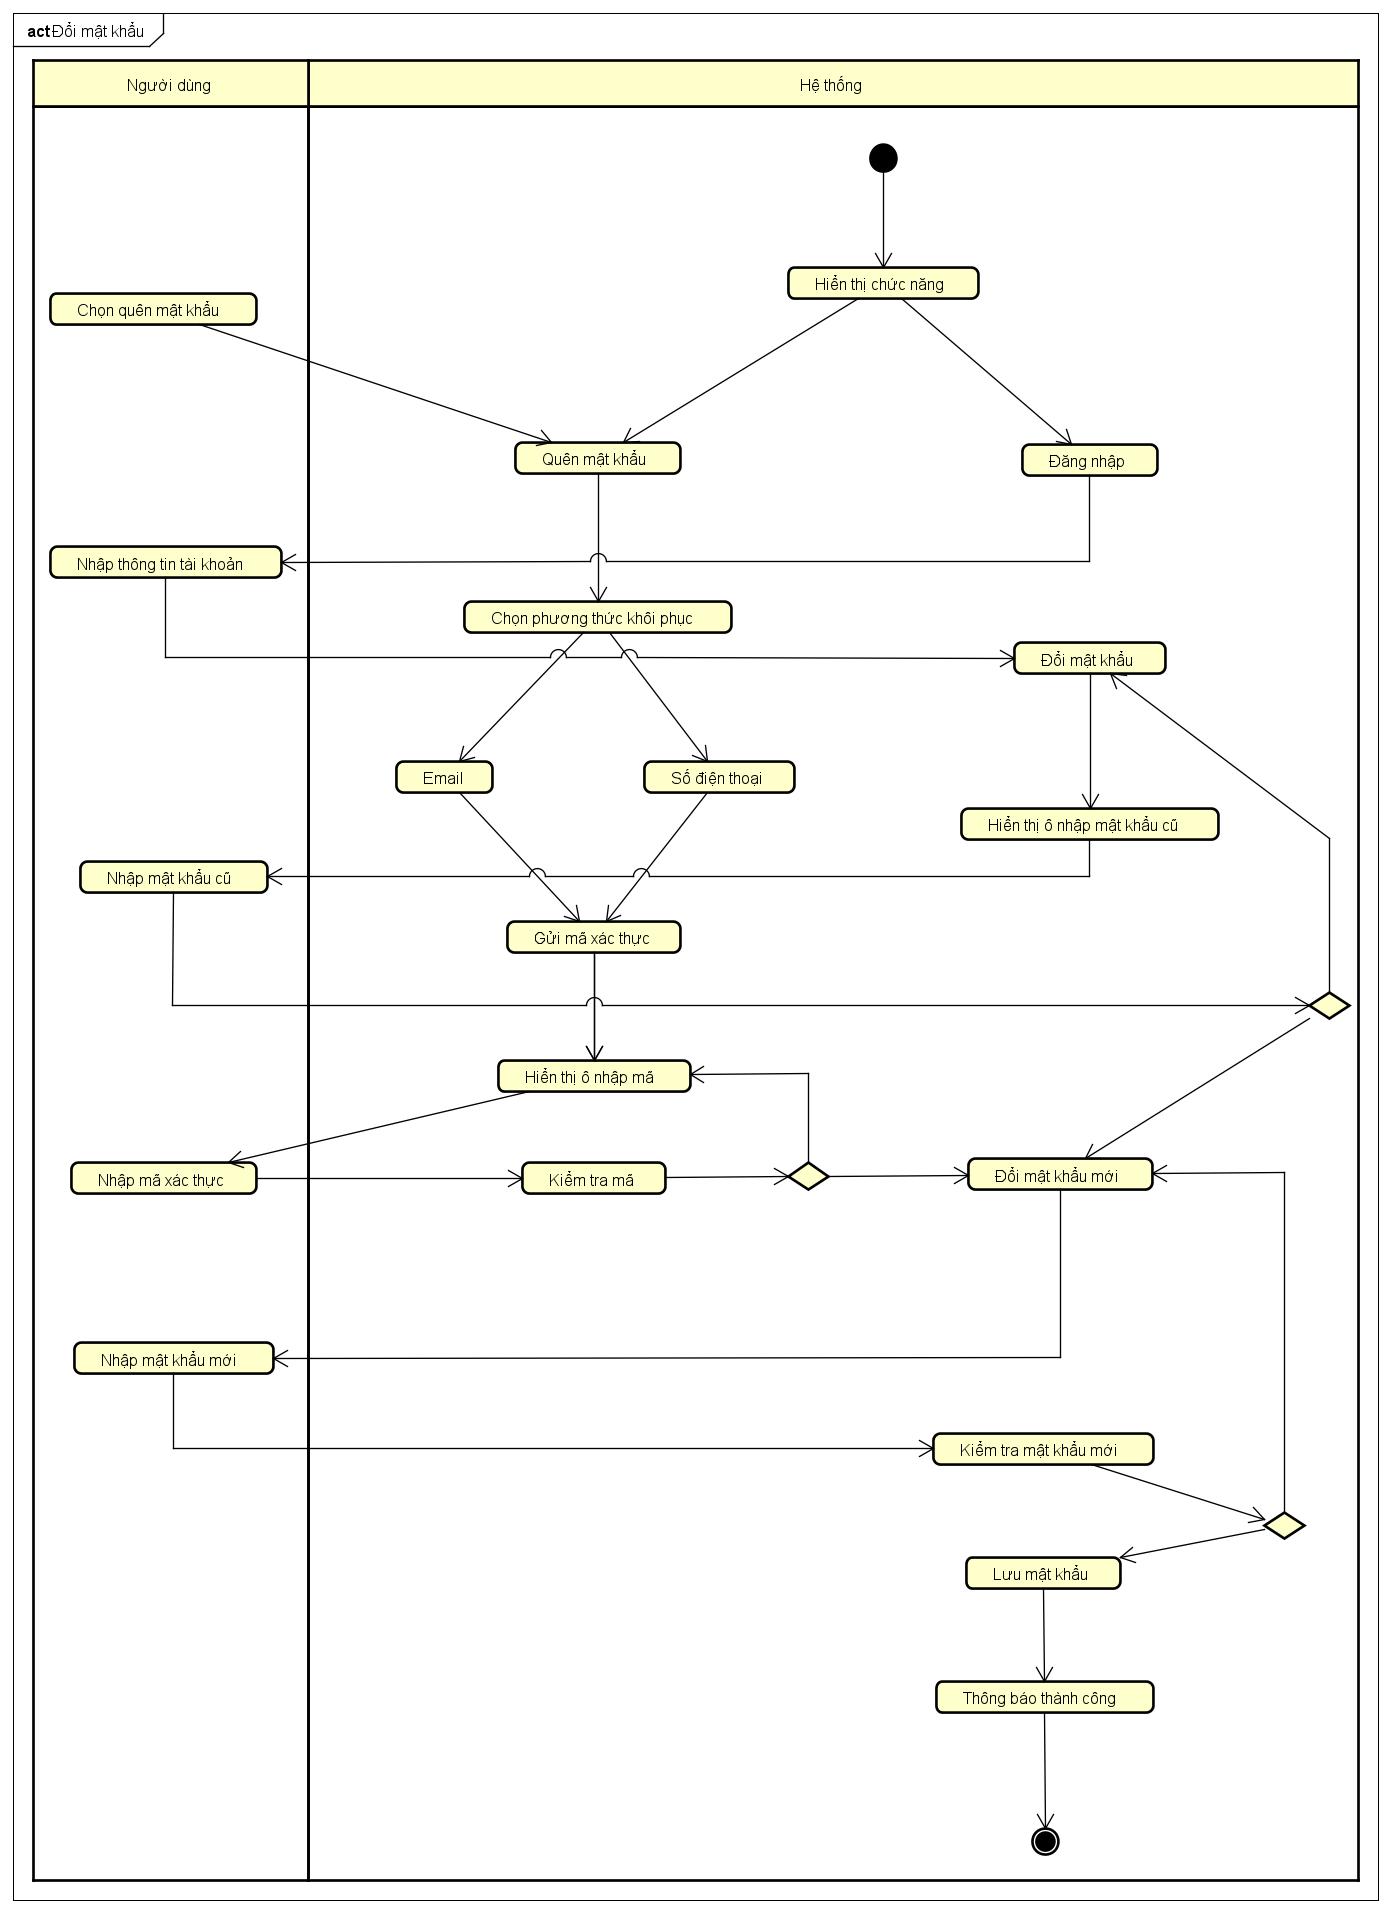 act Đổi mật khẩu
Người dùng
Hệ thống
Hiển thị chức năng
Chọn quên mật khẩu
Quên mật khẩu
Đăng nhập
Nhập thông tin tài khoản
Chọn phương thức khôi phục
Đổi mật khẩu
Email
Số điện thoại
Hiển thị ô nhập mật khẩu cũ
Nhập mật khẩu cũ
Gửi mã xác thực
Hiển thị ô nhập mã
Nhập mã xác thực
Kiểm tra mã
Đổi mật khẩu mới
Nhập mật khẩu mới
Kiểm tra mật khẩu mới
Lưu mật khẩu
Thông báo thành công